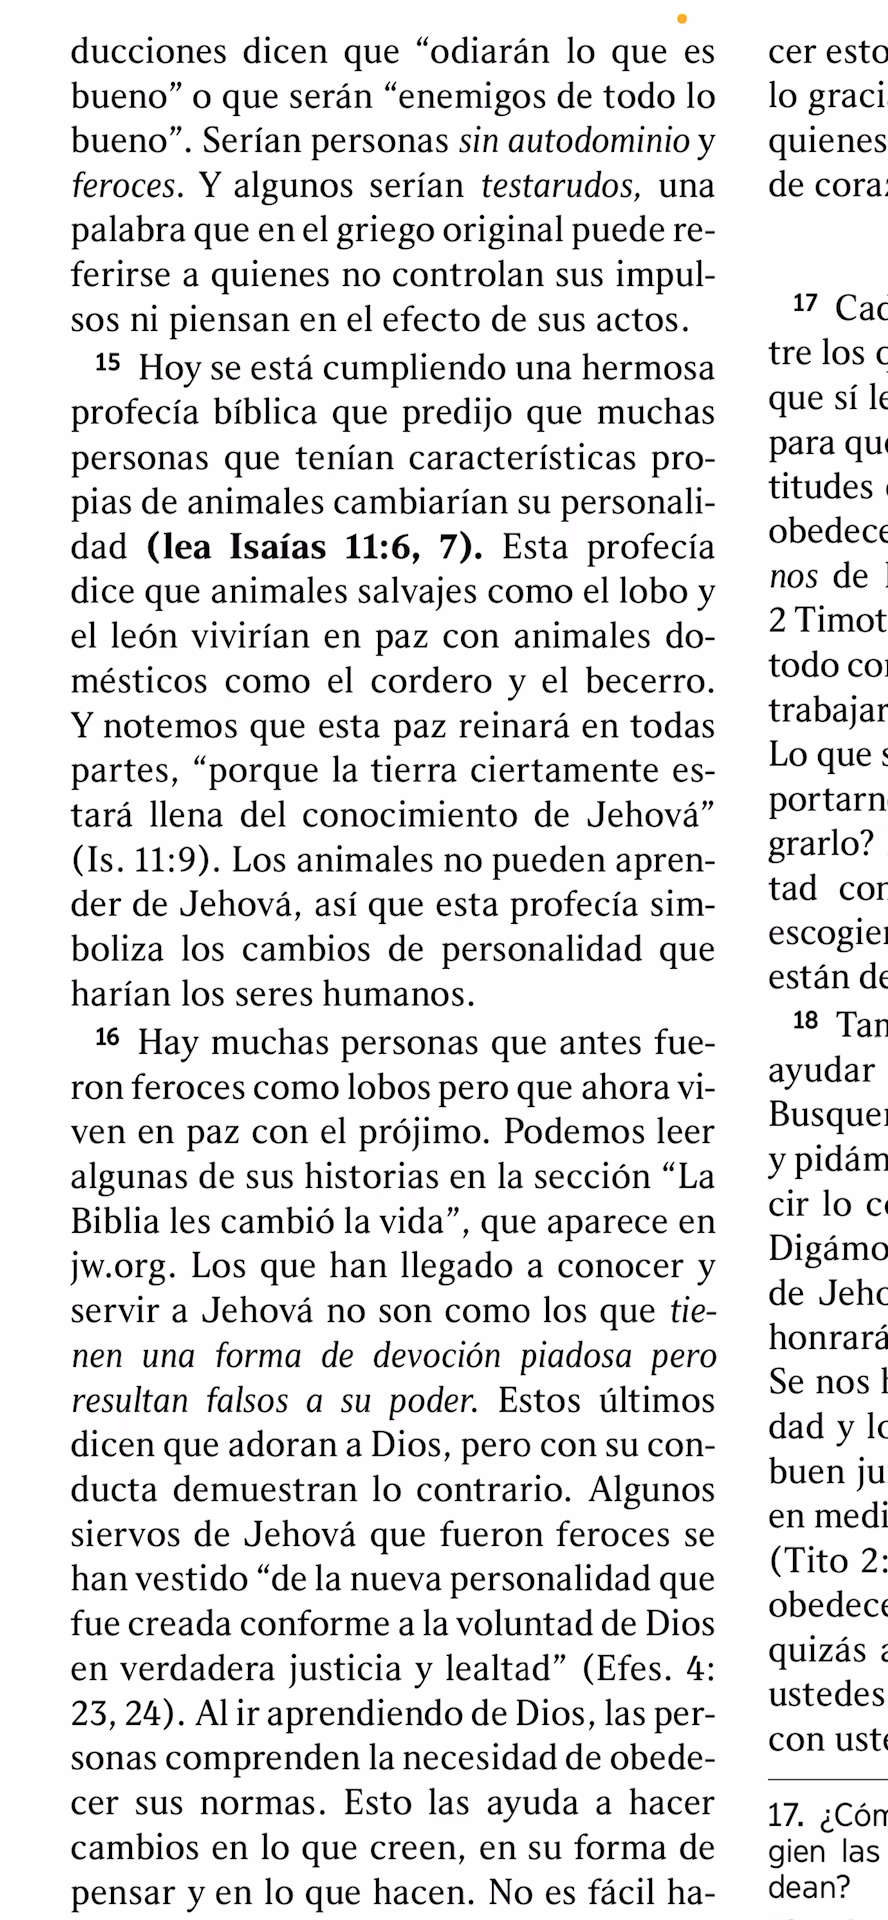 ducciones dicen que “odiarán lo que es
bueno” o que serán “enemigos de todo lo
bueno”. Serían personas sin autodominio y
feroces. Y algunos serían testarudos, una
palabra que en el griego original puede re-
ferirse a quienes no controlan sus impul-
sos ni piensan en el efecto de sus actos.
15 Hoy se está cumpliendo una hermosa
profecía bíblica que predijo que muchas
personas que tenían características pro-
pias de animales cambiarían su personali-
dad (lea Isaías 11:6, 7). Esta profecía
dice que animales salvajes como el lobo y
el león vivirían en paz con animales do-
mésticos como el cordero y el becerro.
Y notemos que esta paz reinará en todas
partes, “porque la tierra ciertamente es-
tará llena del conocimiento de Jehová”
(Is. 11:9). Los animales no pueden apren-
der de Jehová, así que esta profecía sim-
boliza los cambios de personalidad que
harían los seres humanos.
16 Hay muchas personas que antes fue-
ron feroces como lobos pero que ahora vi-
ven en paz con el prójimo. Podemos leer
algunas de sus historias en la sección “La
Biblia les cambió la vida”, que aparece en
jw.org. Los que han llegado a conocer y
servir a Jehová no son como los que tie-
nen una forma de devoción piadosa pero
resultan falsos a su poder. Estos últimos
dicen que adoran a Dios, pero con su con-
ducta demuestran lo contrario. Algunos
siervos de Jehová que fueron feroces se
han vestido “de la nueva personalidad que
fue creada conforme a la voluntad de Dios
en verdadera justicia y lealtad” (Efes. 4:
23, 24). Al ir aprendiendo de Dios, las per-
sonas comprenden la necesidad de obede-
cer sus normas. Esto las ayuda a hacer
cambios en lo que creen, en su forma de
pensar y en lo que hacen. No es fácil ha-
cer esto
lo graci
quienes
de cora
17 Cad
tre los
que sí le
para que
titudes
obedece
nos de
2 Timot
todo co
trabajar
Lo que s
portarn
grarlo?
tad con
escogier
están de
18 Tam
ayudar
Busque
y pidám
cir lo c
Digámo
de Jeho
honrará
Se nos
dad y lo
buen ju
en medi
(Tito 2:
obedece
quizás a
ustedes
con uste
17. ¿Cóm
gien las
dean?